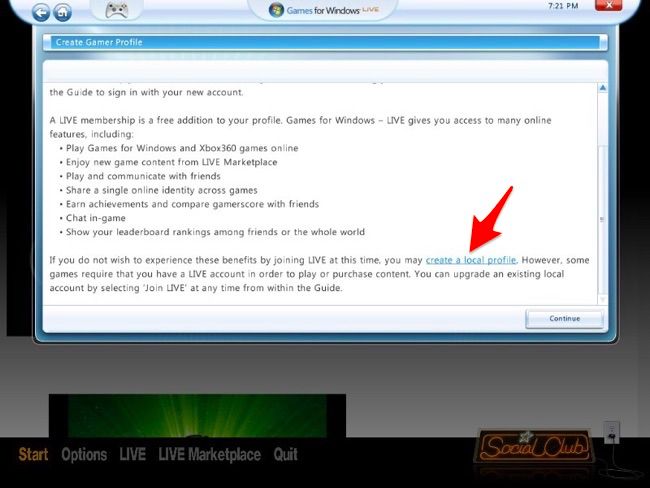 Games for Windows LIVE
7:21 PM
Create Gamer Profile
the Guide to sign in with your new account.
A LIVE membership is a free addition to your profile. Games for Windows – LIVE gives you access to many online
features, including:
• Play Games for Windows and Xbox360 games online
• Enjoy new game content from LIVE Marketplace
• Play and communicate with friends
• Share a single online identity across games
• Earn achievements and compare gamerscore with friends
• Chat in-game
• Show your leaderboard rankings among friends or the whole world
If you do not wish to experience these benefits by joining LIVE at this time, you may create a local profile. However, some
games require that you have a LIVE account in order to play or purchase content. You can upgrade an existing local
account by selecting 'Join LIVE' at any time from within the Guide.
Continue
Start Options LIVE LIVE Marketplace Quit
Social Club